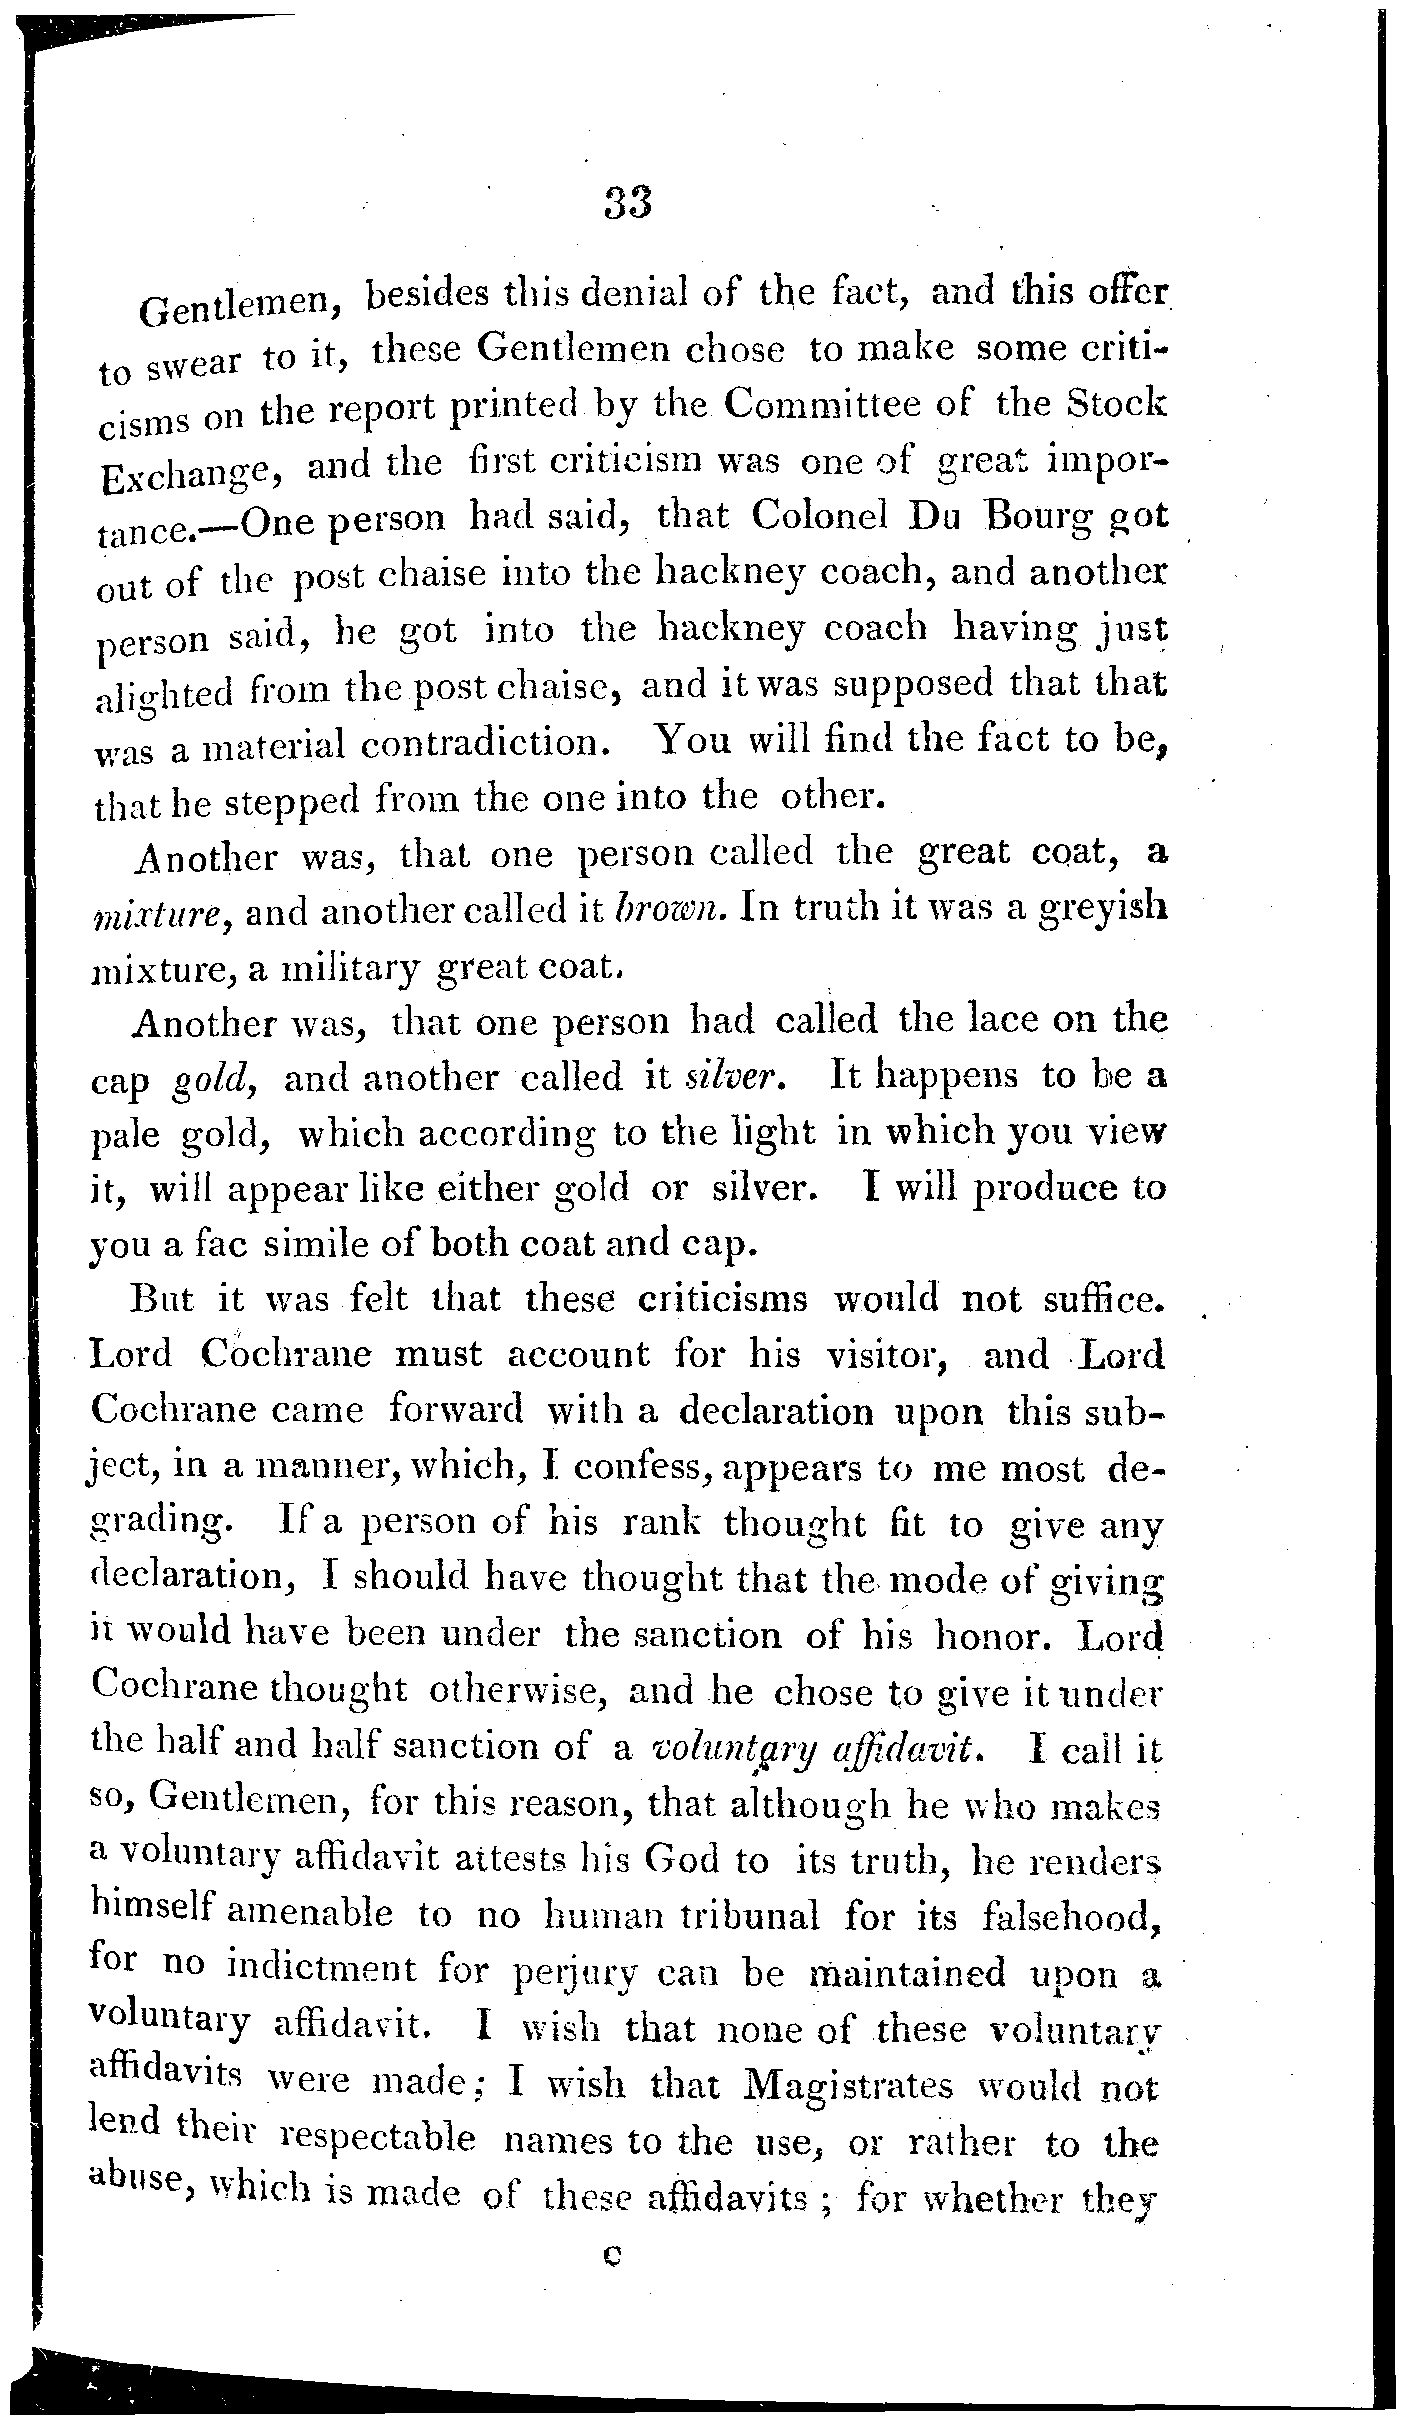 33
Gentlemen, besides this denial of the fact, and this offer
to swear to it, these Gentlemen chose to make some criti-
cisms on the report printed by the Committee of the Stock
Exchange, and the first criticism was one of great impor-
tance.—One person had said, that Colonel Du Bourg got
out of the post chaise into the hackney coach, and another
person said, he got into the hackney coach having just
alighted from the post chaise, and it was supposed that that
was a material contradiction. You will find the fact to be,
that he stepped from the one into the other.
Another was, that one person called the great coat, a
mixture, and another called it brown. In truth it was a greyish
mixture, a military great coat.
Another was, that one person had called the lace on the
cap gold, and another called it silver. It happens to be a
pale gold, which according to the light in which you view
it, will appear like either gold or silver. I will produce to
you a fac simile of both coat and cap.
But it was felt that these criticisms would not suffice.
Lord Cochrane must account for his visitor, and Lord
Cochrane came forward with a declaration upon this sub-
ject, in a manner, which, I confess, appears to me most de-
grading. If a person of his rank thought fit to give any
declaration, I should have thought that the mode of giving
it would have been under the sanction of his honor. Lord
Cochrane thought otherwise, and he chose to give it under
the half and half sanction of a voluntary affidavit. I call it
so, Gentlemen, for this reason, that although he who makes
a voluntary affidavit attests his God to its truth, he renders
himself amenable to no human tribunal for its falsehood,
for no indictment for perjury can be maintained upon a
voluntary affidavit. I wish that none of these voluntary
affidavits were made; I wish that Magistrates would not
lend their respectable names to the use, or rather to the
abuse, which is made of these affidavits; for whether they
C